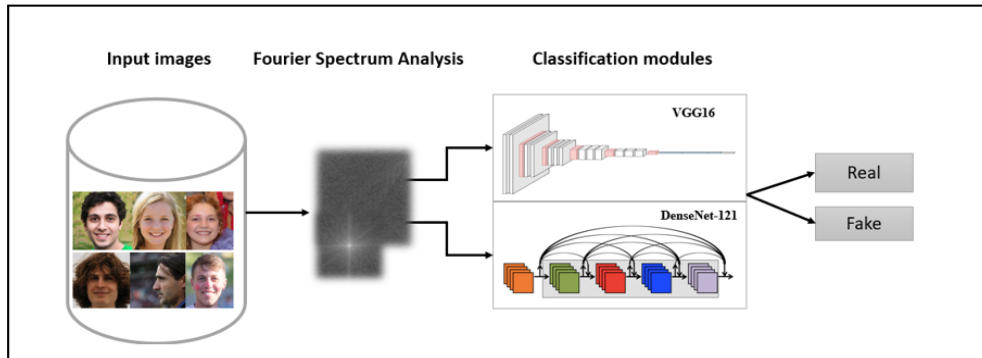 Input images
Fourier Spectrum Analysis
Classification modules
VGG16
DenseNet-121
Real
Fake